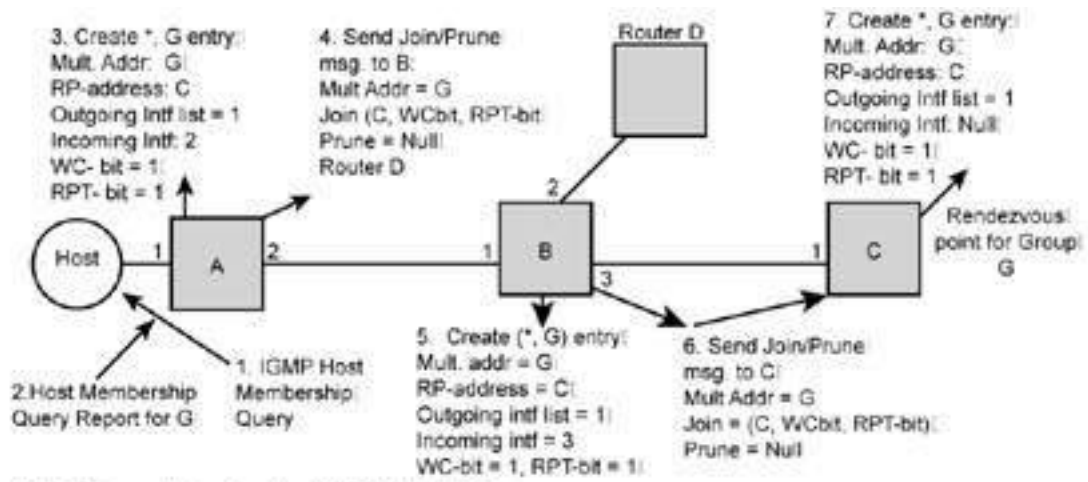 3. Create *, G entry:
Mult. Addr: G
RP-address: C
Outgoing Intf list = 1
Incoming Intf: 2
WC- bit = 1
RPT- bit = 1
4. Send Join/Prune
msg. to B:
Mult Addr = G
Join (C, WCbit, RPT-bit
Prune = Null
Router D
Router D
7. Create *, G entry:
Mult. Addr: G
RP-address: C
Outgoing Intf list = 1
Incoming Intf: Null
WC- bit = 1
RPT- bit = 1
Host
1
A
2
2
1
B
3
1
C
Rendezvous
point for Group
G
2.Host Membership
Query Report for G
1. IGMP Host
Membership
Query
5. Create (*, G) entry
Mult. addr = G
RP-address = C
Outgoing intf list = 1
Incoming intf = 3
WC-bit = 1, RPT-bit = 1
6. Send Join/Prune
msg. to C
Mult Addr = G
Join = (C, WCbit, RPT-bit)
Prune = Null